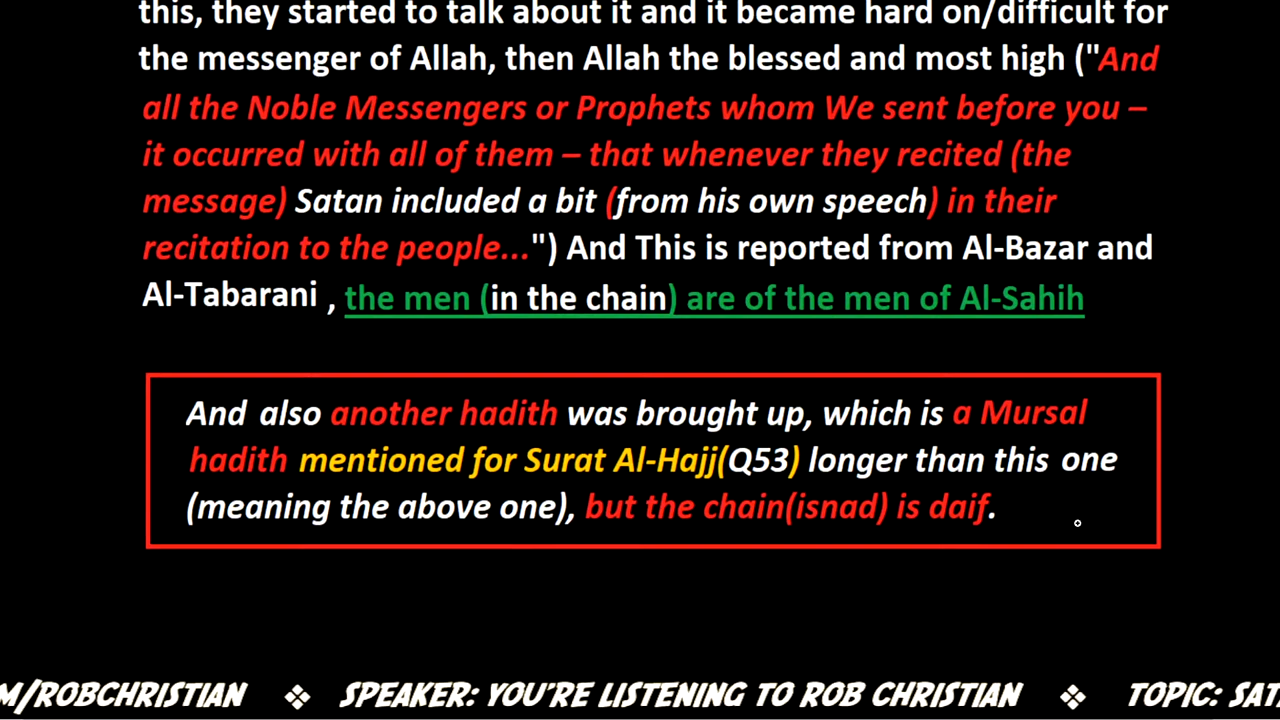 this, they started to talk about it and it became hard on/difficult for
the messenger of Allah, then Allah the blessed and most high ("And
all the Noble Messengers or Prophets whom We sent before you –
it occurred with all of them – that whenever they recited (the
message) Satan included a bit (from his own speech) in their
recitation to the people...") And This is reported from Al-Bazar and
Al-Tabarani , the men (in the chain) are of the men of Al-Sahih
And also another hadith was brought up, which is a Mursal
hadith mentioned for Surat Al-Hajj(Q53) longer than this one
(meaning the above one), but the chain(isnad) is daif.
M/ROBCHRISTIAN ❖ SPEAKER: YOU'RE LISTENING TO ROB CHRISTIAN ❖ TOPIC: SAT